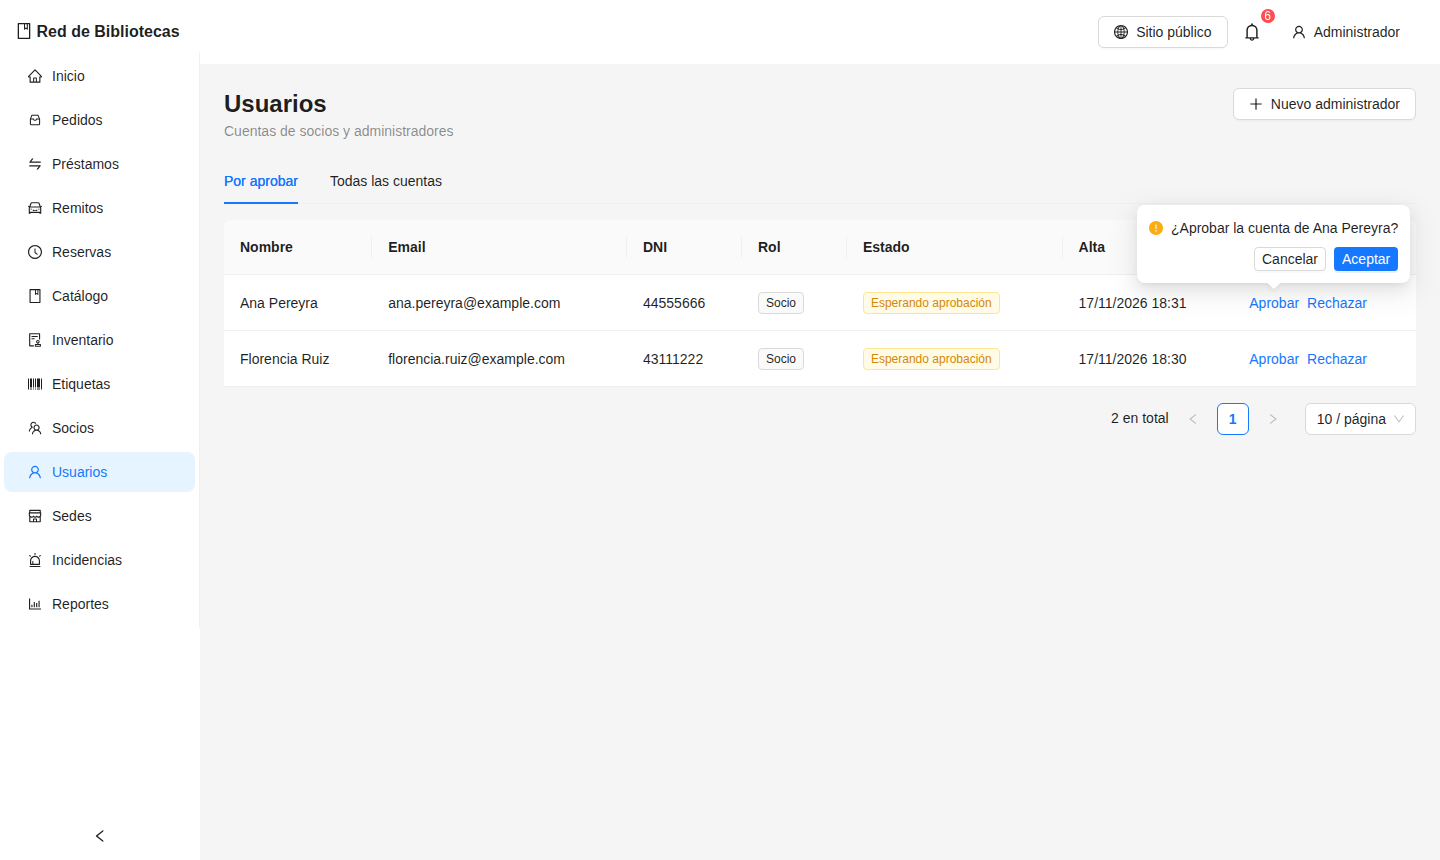 Red de Bibliotecas
Sitio público
6
Administrador
Inicio
Pedidos
Préstamos
Remitos
Reservas
Catálogo
Inventario
Etiquetas
Socios
Usuarios
Sedes
Incidencias
Reportes
Usuarios
Cuentas de socios y administradores
Nuevo administrador
Por aprobar Todas las cuentas
¿Aprobar la cuenta de Ana Pereyra?
Cancelar Aceptar
Nombre Email DNI Rol Estado Alta
Ana Pereyra ana.pereyra@example.com 44555666 Socio Esperando aprobación 17/11/2026 18:31 Aprobar Rechazar
Florencia Ruiz florencia.ruiz@example.com 43111222 Socio Esperando aprobación 17/11/2026 18:30 Aprobar Rechazar
2 en total 1 10 / página